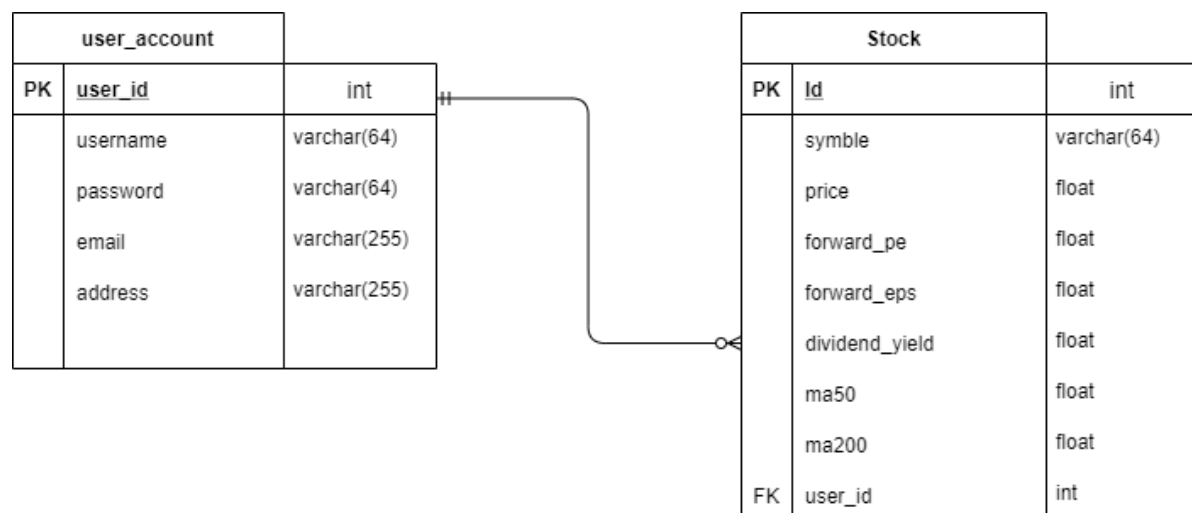 user_account
PK user_id int
username varchar(64)
password varchar(64)
email varchar(255)
address varchar(255)
Stock
PK Id int
symble varchar(64)
price float
forward_pe float
forward_eps float
dividend_yield float
ma50 float
ma200 float
FK user_id int